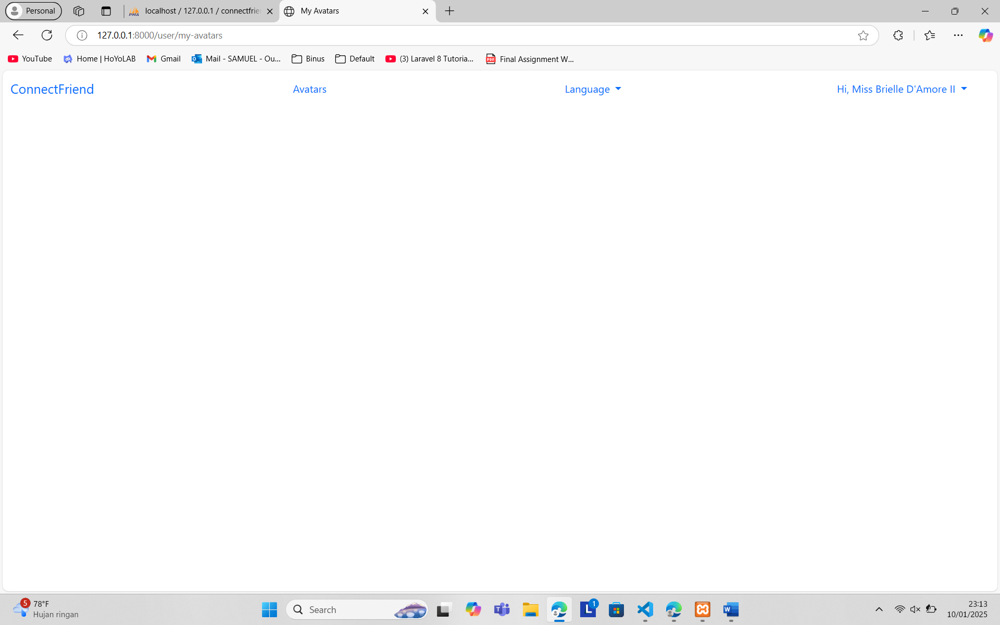 Personal
PMA
localhost / 127.0.0.1 / connectfrie
My Avatars
127.0.0.1:8000/user/my-avatars
YouTube
Home | HoYoLAB
Gmail
Mail - SAMUEL - Ou...
Binus
Default
(3) Laravel 8 Tutoria...
PDF
Final Assignment W...
ConnectFriend
Avatars
Language
Hi, Miss Brielle D'Amore II
5
78°F
Hujan ringan
Search
L
1
W
23:13
10/01/2025